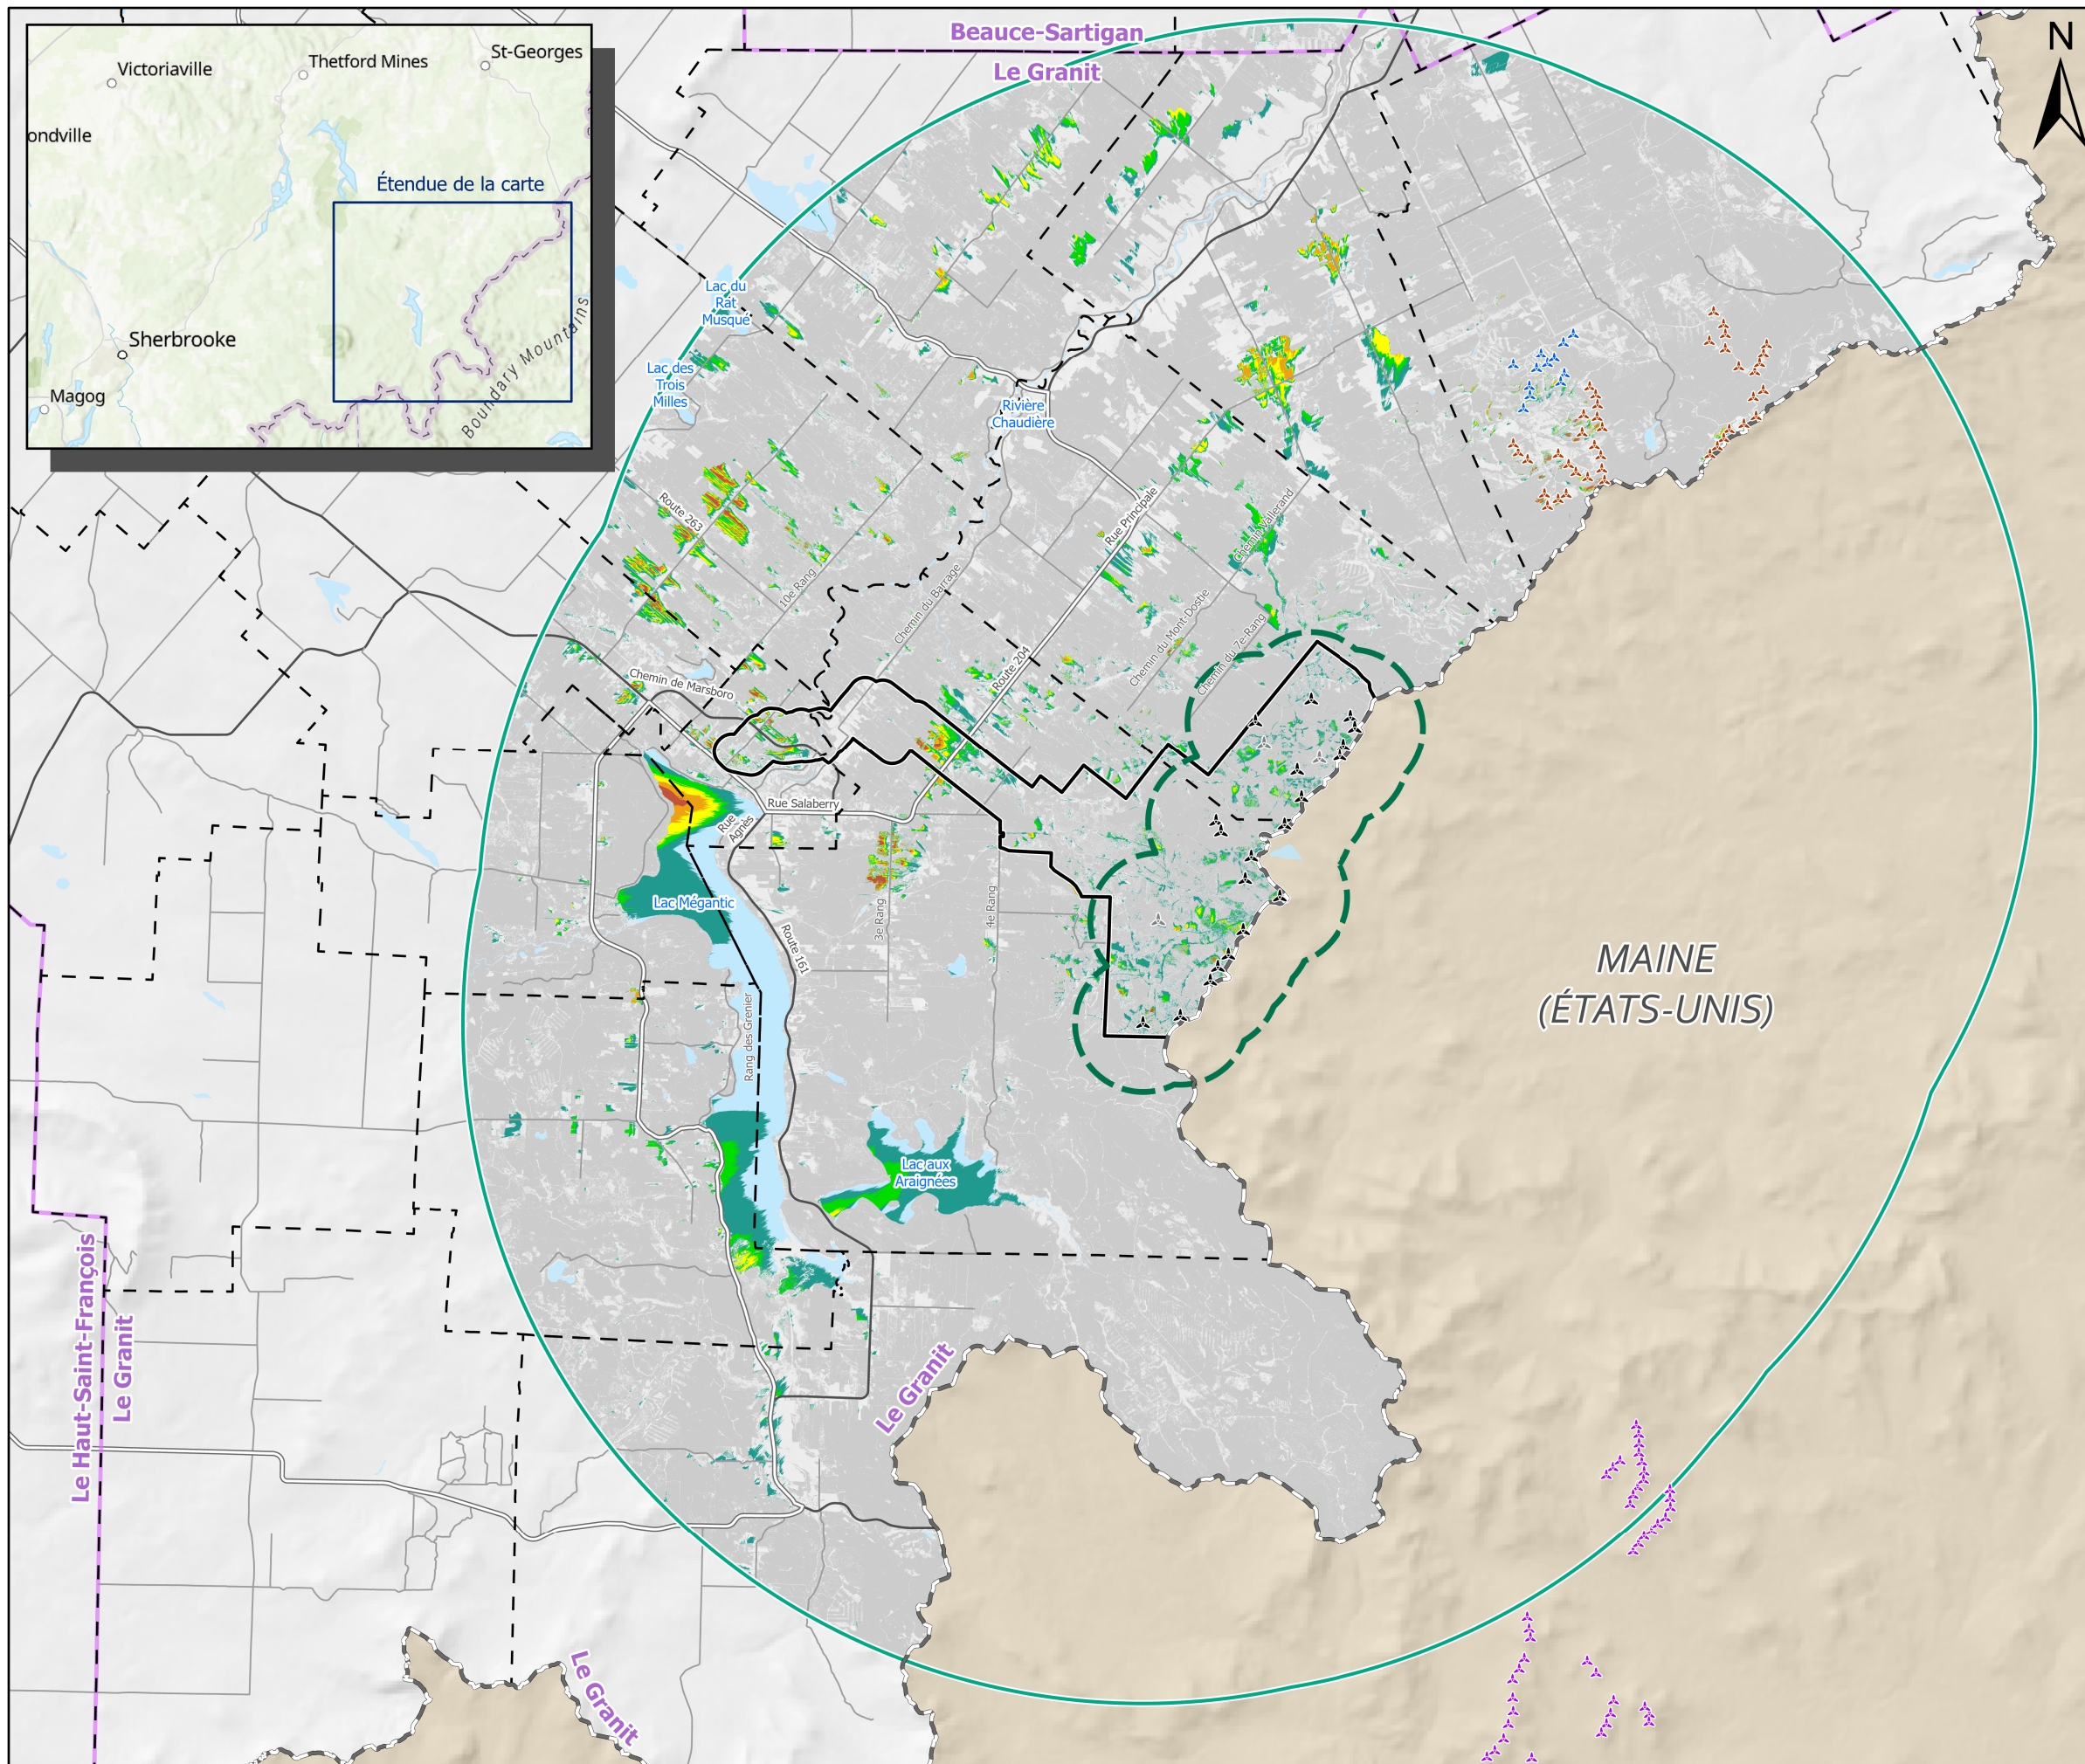 Beauce-Sartigan
Le Granit
N
Victoriaville
Thetford Mines
St-Georges
ondville
Étendue de la carte
Sherbrooke
Magog
Boundary Mountains
Lac du
Rat
Musqué
Lac des
Trois
Milles
Rivière
Chaudière
Route 263
10e Rang
Chemin du Barrage
Rue Principale
Chemin Vallerand
Chemin du Mont-Dostie
Chemin du 7e-Rang
Route 204
Chemin de Marsboro
Rue Salaberry
Rue
Agnès
Lac Mégantic
3e Rang
4e Rang
Route 161
Rang des Grenier
MAINE
(ÉTATS-UNIS)
Lac aux
Araignées
Le Haut-Saint-François
Le Granit
Le Granit
Le Granit